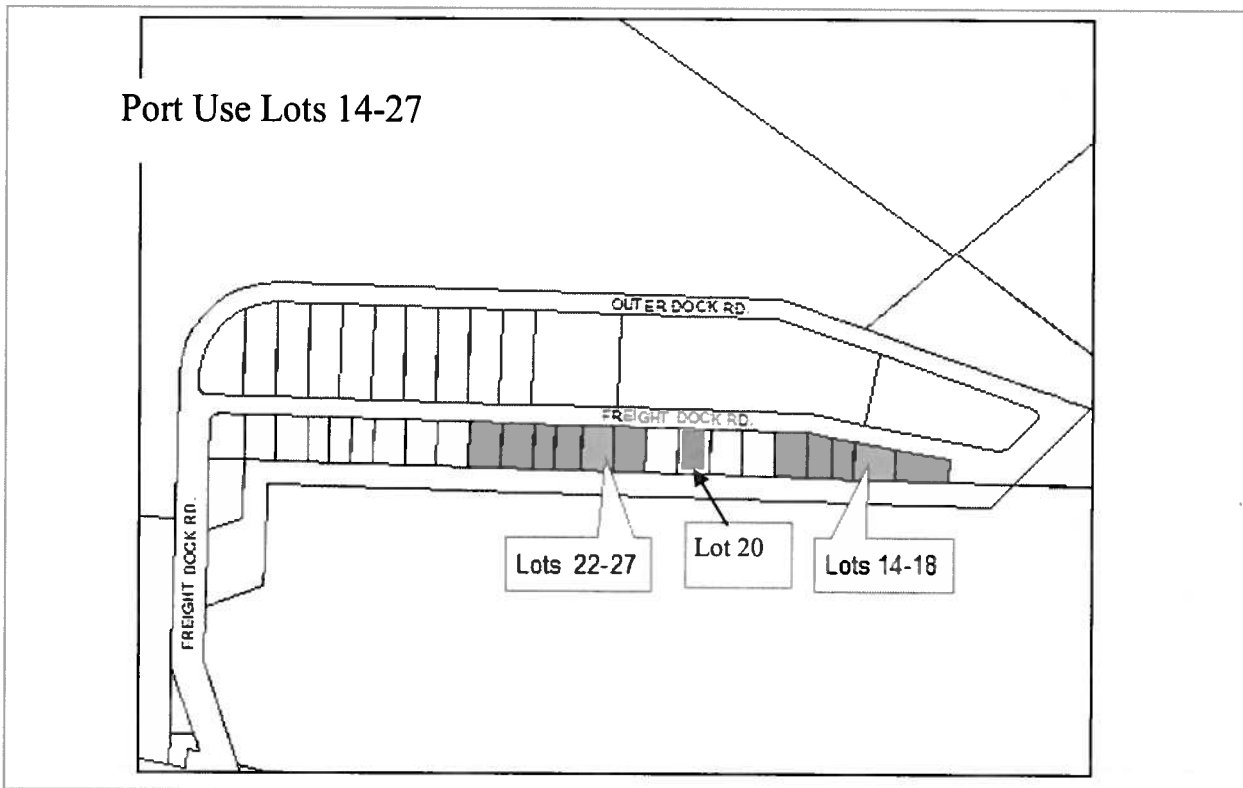 Port Use Lots 14-27
OUTER DOCK RD.
FREIGHT DOCK RD.
Lots 22-27
Lot 20
Lots 14-18
FREIGHT DOCK RD.